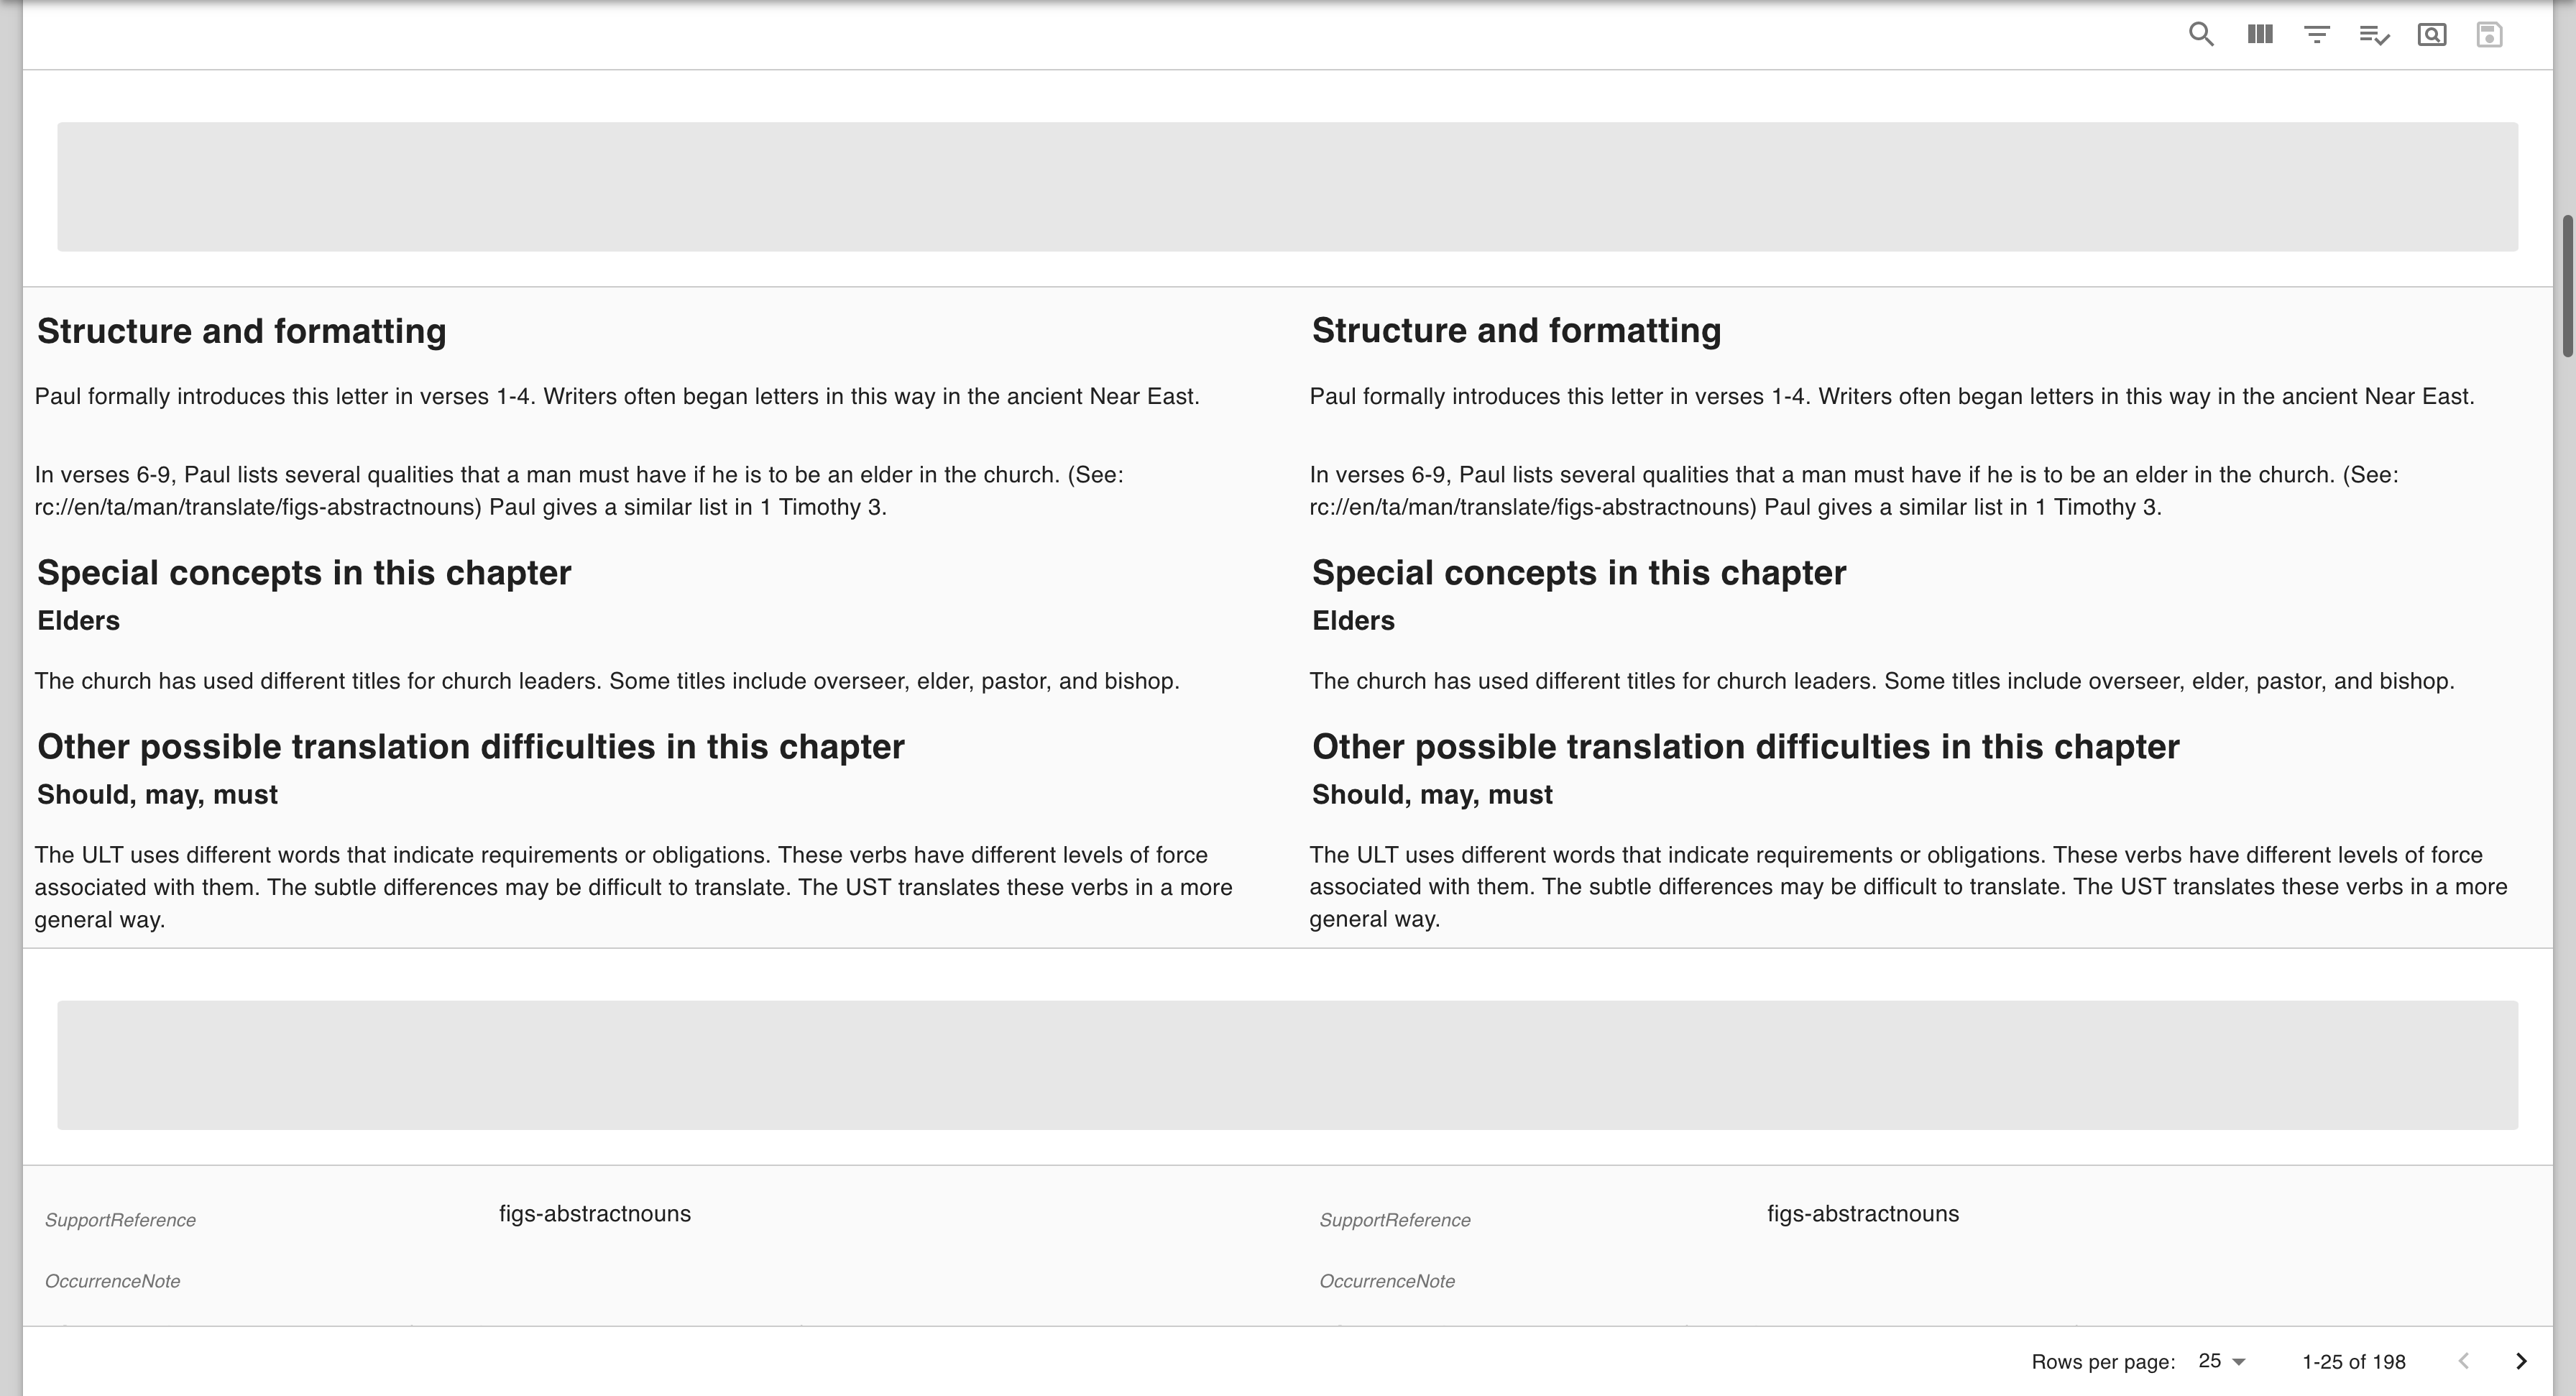 Structure and formatting
Paul formally introduces this letter in verses 1-4. Writers often began letters in this way in the ancient Near East.
In verses 6-9, Paul lists several qualities that a man must have if he is to be an elder in the church. (See:
rc://en/ta/man/translate/figs-abstractnouns) Paul gives a similar list in 1 Timothy 3.
Special concepts in this chapter
Elders
The church has used different titles for church leaders. Some titles include overseer, elder, pastor, and bishop.
Other possible translation difficulties in this chapter
Should, may, must
The ULT uses different words that indicate requirements or obligations. These verbs have different levels of force
associated with them. The subtle differences may be difficult to translate. The UST translates these verbs in a more
general way.
Structure and formatting
Paul formally introduces this letter in verses 1-4. Writers often began letters in this way in the ancient Near East.
In verses 6-9, Paul lists several qualities that a man must have if he is to be an elder in the church. (See:
rc://en/ta/man/translate/figs-abstractnouns) Paul gives a similar list in 1 Timothy 3.
Special concepts in this chapter
Elders
The church has used different titles for church leaders. Some titles include overseer, elder, pastor, and bishop.
Other possible translation difficulties in this chapter
Should, may, must
The ULT uses different words that indicate requirements or obligations. These verbs have different levels of force
associated with them. The subtle differences may be difficult to translate. The UST translates these verbs in a more
general way.
SupportReference figs-abstractnouns
OccurrenceNote
SupportReference figs-abstractnouns
OccurrenceNote
Rows per page: 25 1-25 of 198